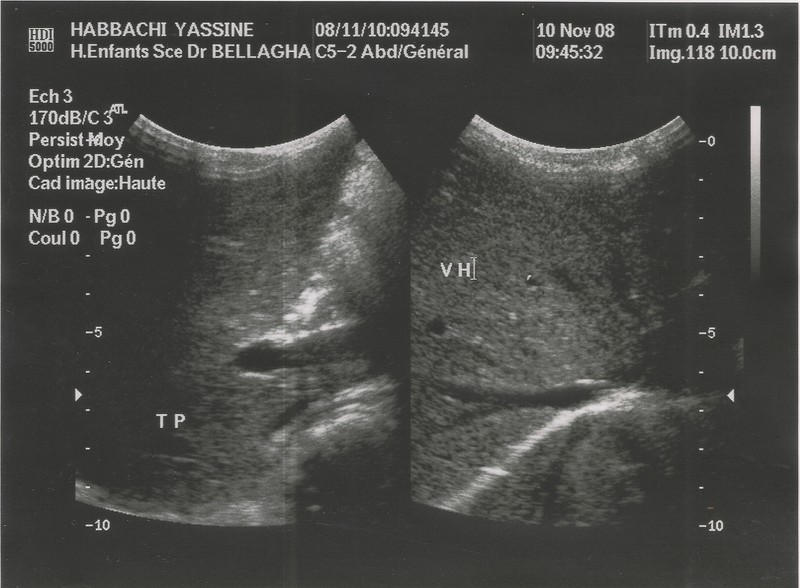 HDI 5000
HABBACHI YASSINE 08/11/10:094145 10 Nov 08 ITm 0.4 IM1.3
H.Enfants Sce Dr BELLAGHA C5-2 Abd/Général 09:45:32 Img.118 10.0cm
Ech 3
170dB/C 3 ATL
Persist Moy
Optim 2D:Gén
Cad image:Haute
N/B 0 - Pg 0
Coul 0 Pg 0
-0
V H
-5 -5
T P
-10 -10